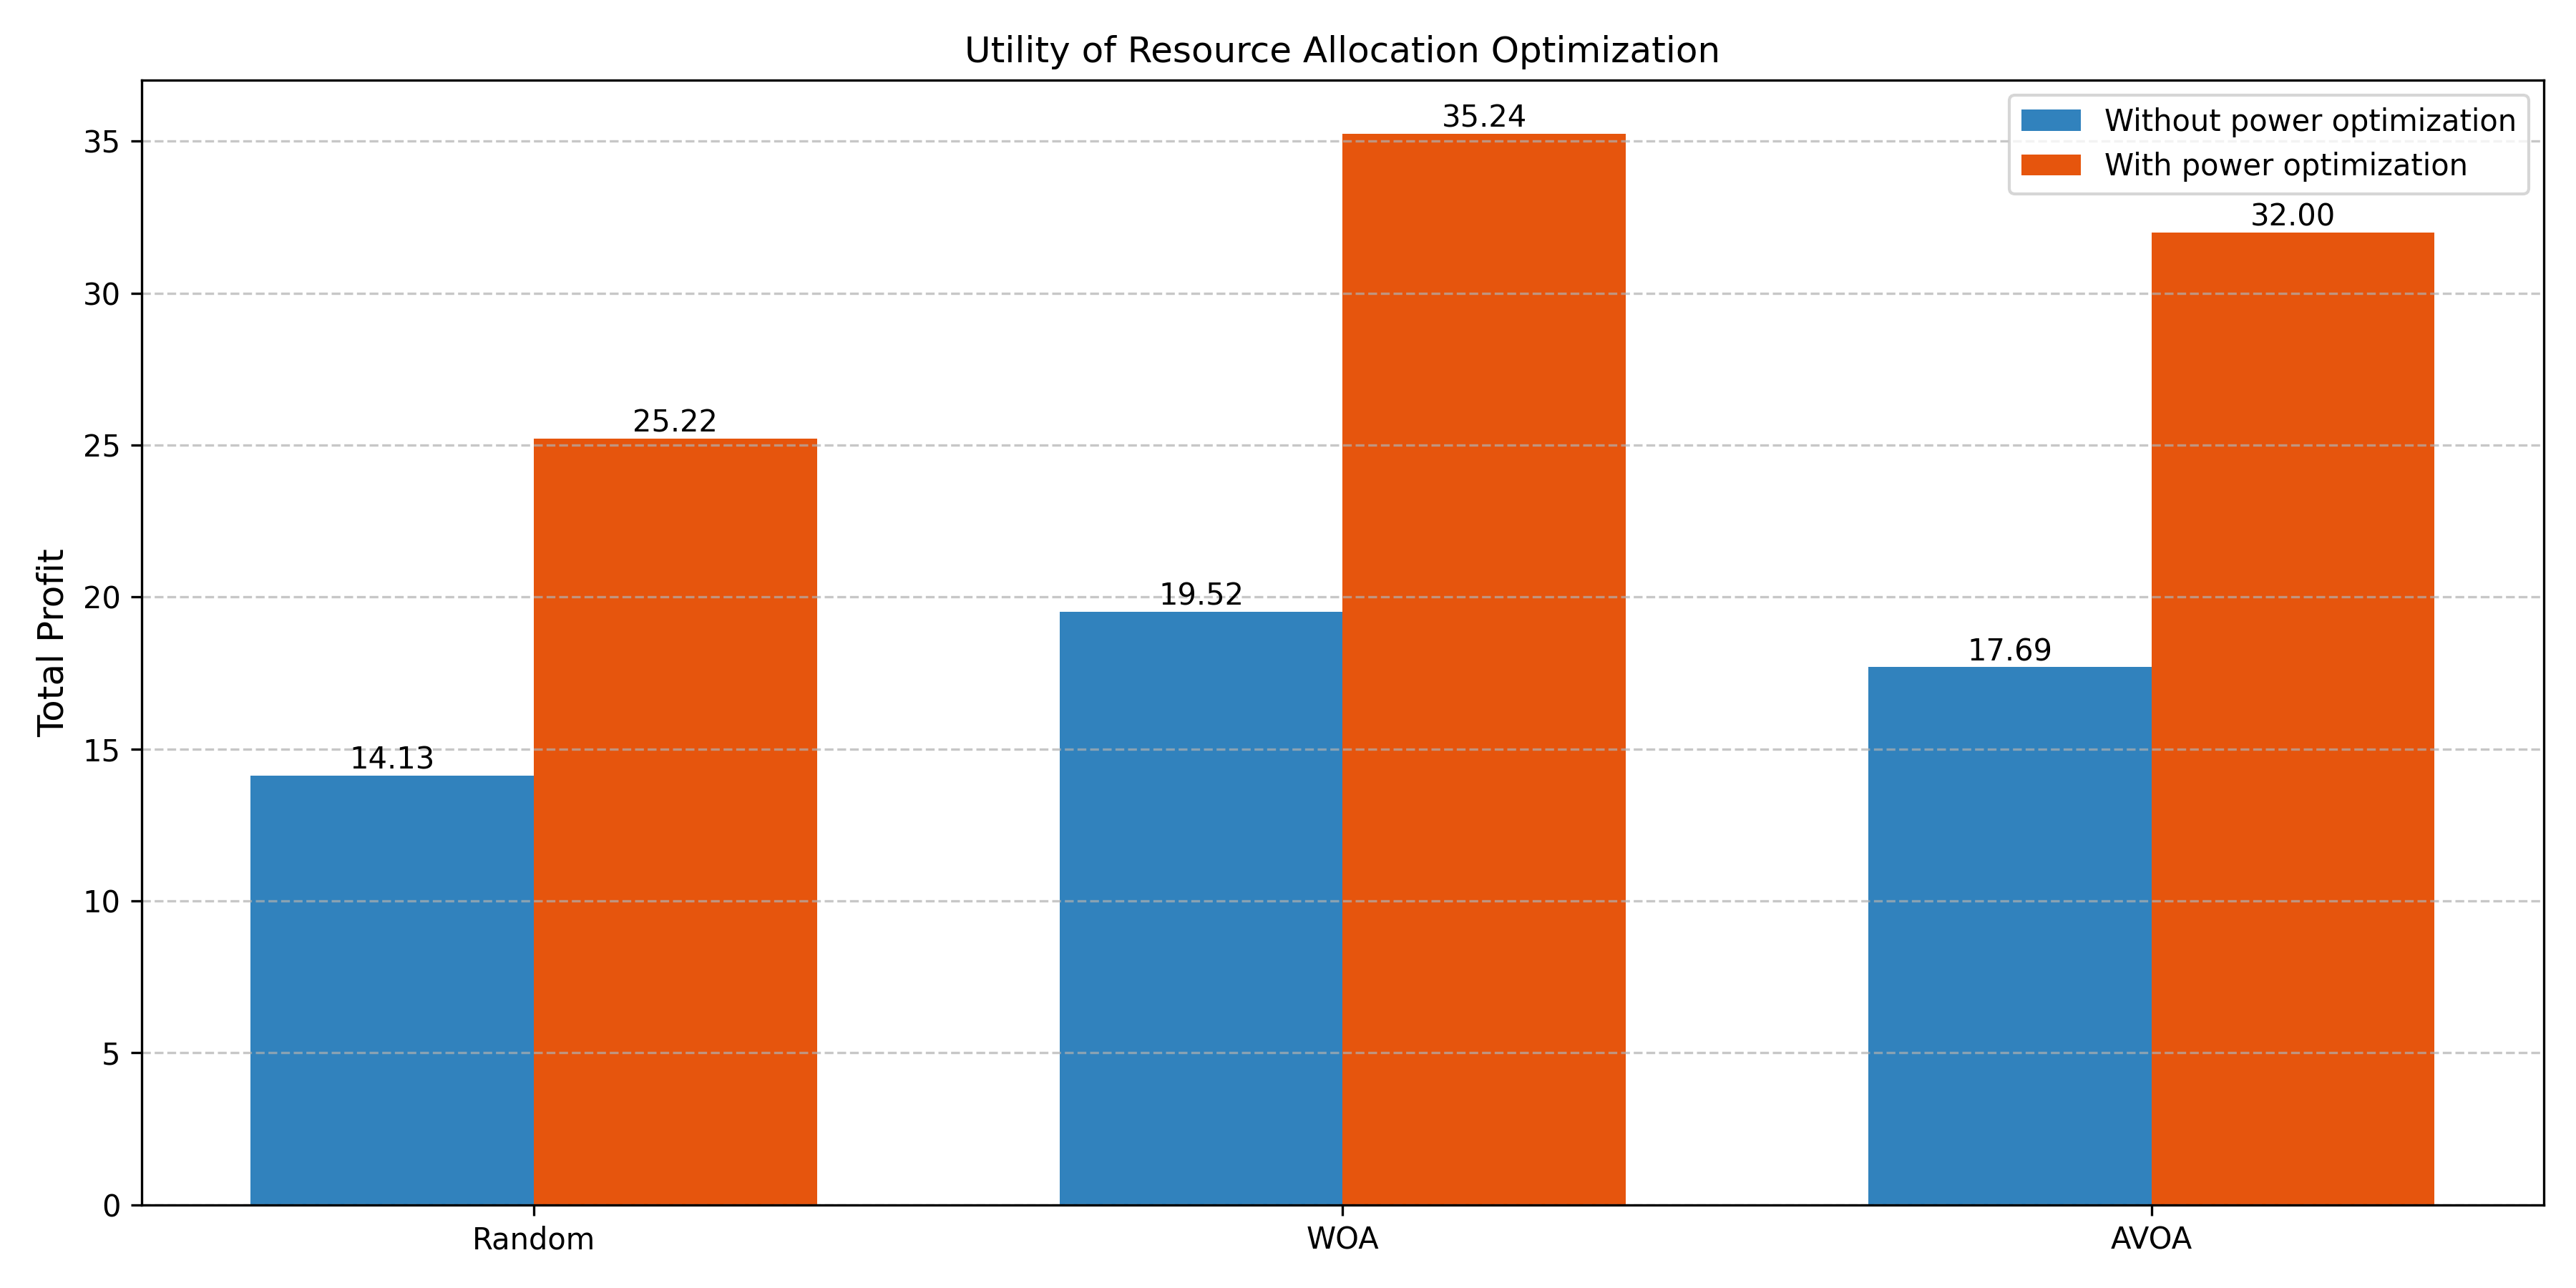 Utility of Resource Allocation Optimization
Without power optimization
With power optimization
Total Profit
35
30
25
20
15
10
5
0
14.13
25.22
19.52
35.24
17.69
32.00
Random
WOA
AVOA